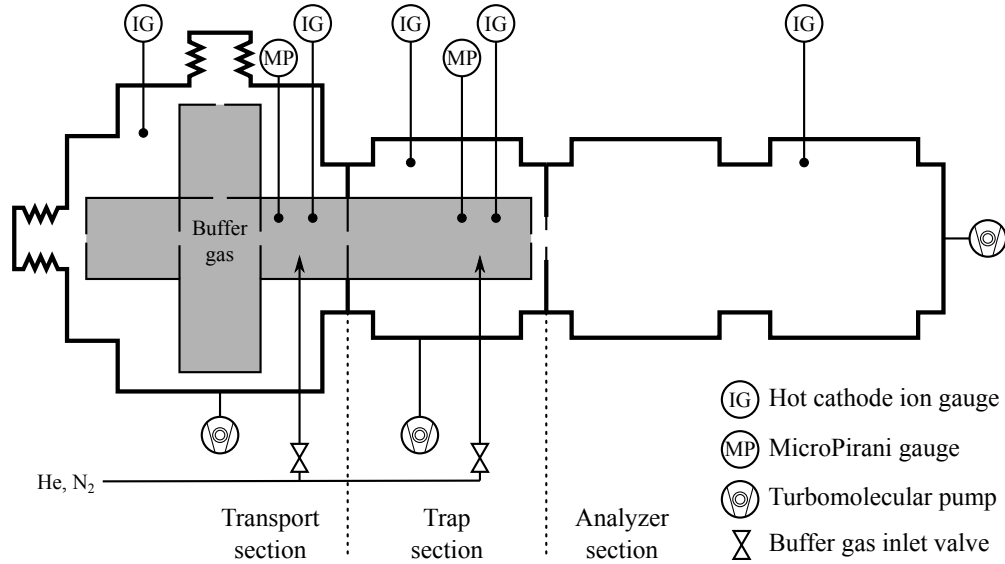 IG
IG
IG
IG
IG
MP
MP
Buffer
gas
IG Hot cathode ion gauge
MP MicroPirani gauge
Turbomolecular pump
Buffer gas inlet valve
He, N₂
Transport
section
Trap
section
Analyzer
section